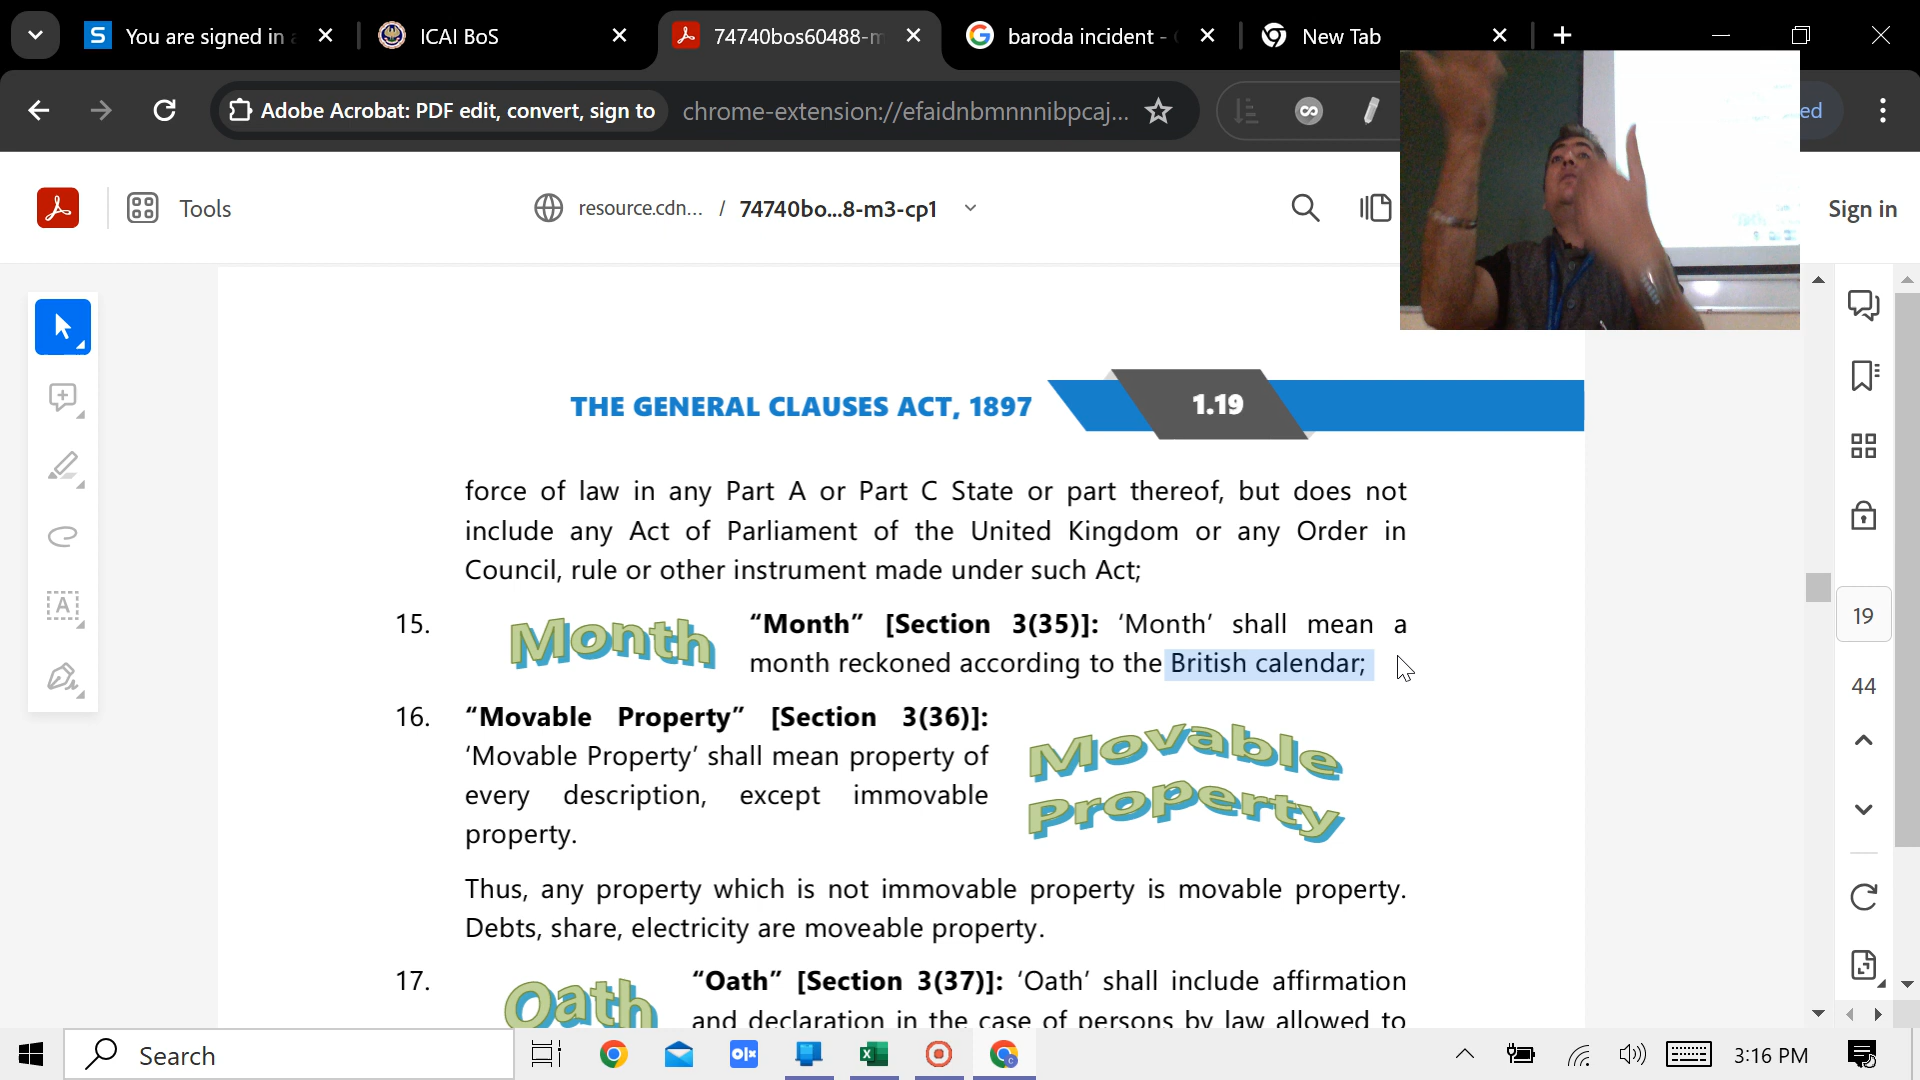 You are signed in a
ICAI BoS
74740bos60488-m
baroda incident -
New Tab
Adobe Acrobat: PDF edit, convert, sign to
chrome-extension://efaidnbmnnnibpcaj...
ed
Tools
resource.cdn... / 74740bo...8-m3-cp1
Sign in
THE GENERAL CLAUSES ACT, 1897
1.19
force of law in any Part A or Part C State or part thereof, but does not
include any Act of Parliament of the United Kingdom or any Order in
Council, rule or other instrument made under such Act;
15. Month “Month” [Section 3(35)]: ‘Month’ shall mean a
month reckoned according to the British calendar;
16. “Movable Property” [Section 3(36)]:
‘Movable Property’ shall mean property of
every description, except immovable
property.
Movable
Property
Thus, any property which is not immovable property is movable property.
Debts, share, electricity are moveable property.
17. Oath “Oath” [Section 3(37)]: ‘Oath’ shall include affirmation
and declaration in the case of persons by law allowed to
19
44
Search
3:16 PM